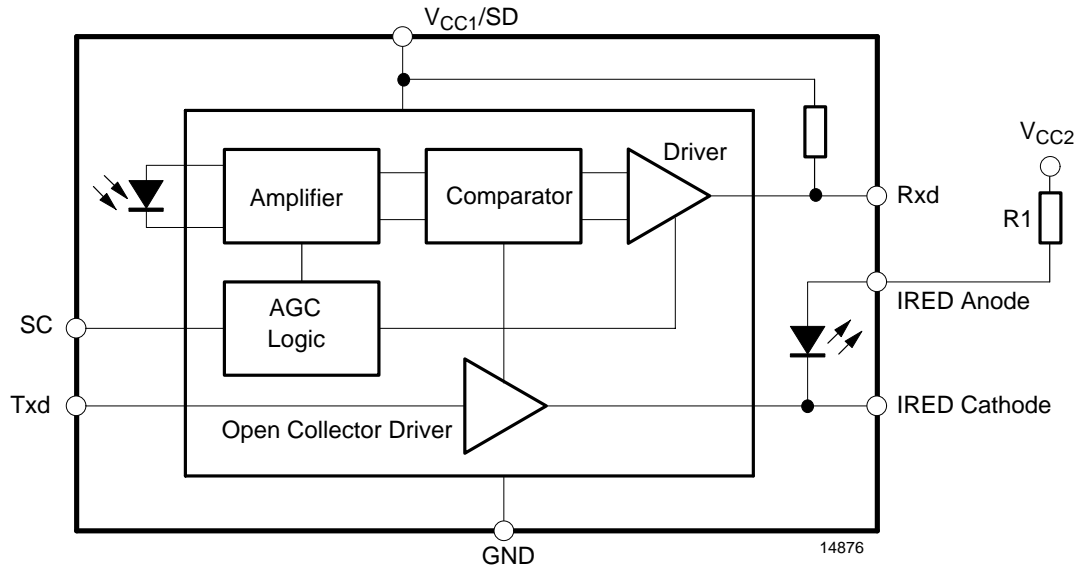 VCC1/SD
Driver
VCC2
Amplifier
Comparator
Rxd
R1
AGC
Logic
IRED Anode
SC
Txd
Open Collector Driver
IRED Cathode
GND
14876